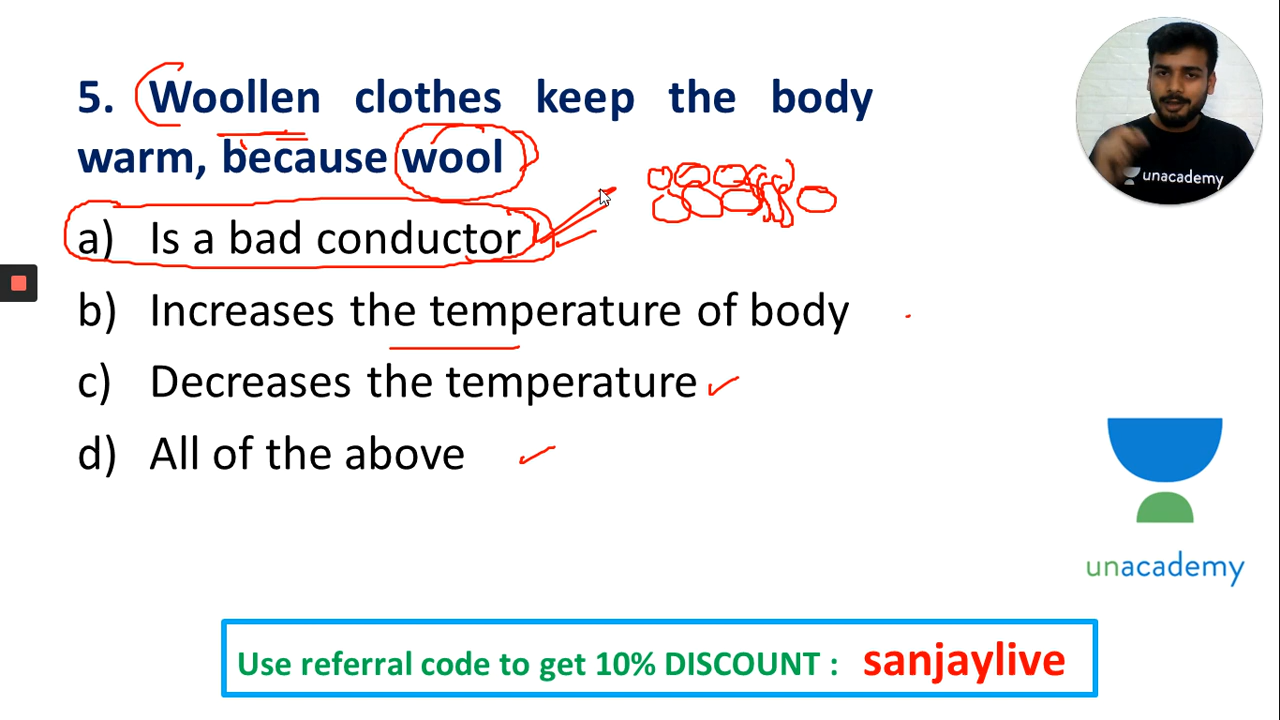 5. Woollen clothes keep the body
warm, because wool
a) Is a bad conductor
b) Increases the temperature of body
c) Decreases the temperature
d) All of the above
unacademy
unacademy
Use referral code to get 10% DISCOUNT : sanjaylive